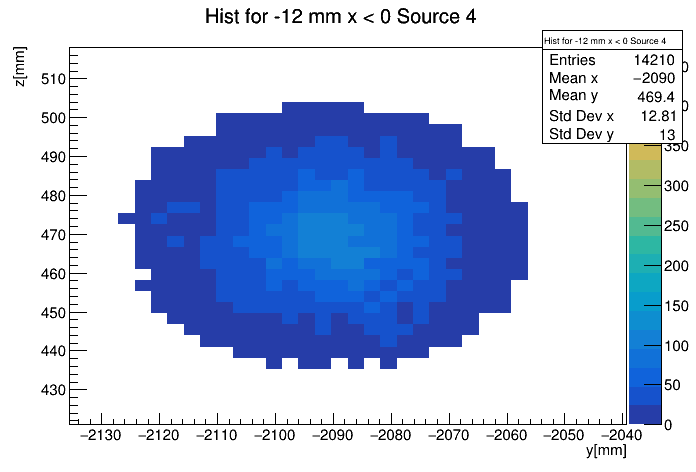 Hist for -12 mm x < 0 Source 4
z[mm]
Hist for -12 mm x < 0 Source 4
Entries 14210
Mean x −2090
Mean y 469.4
Std Dev x 12.81
Std Dev y 13
510
500
490
480
470
460
450
440
430
350
300
250
200
150
100
50
0
−2130 −2120 −2110 −2100 −2090 −2080 −2070 −2060 −2050 −2040
y[mm]